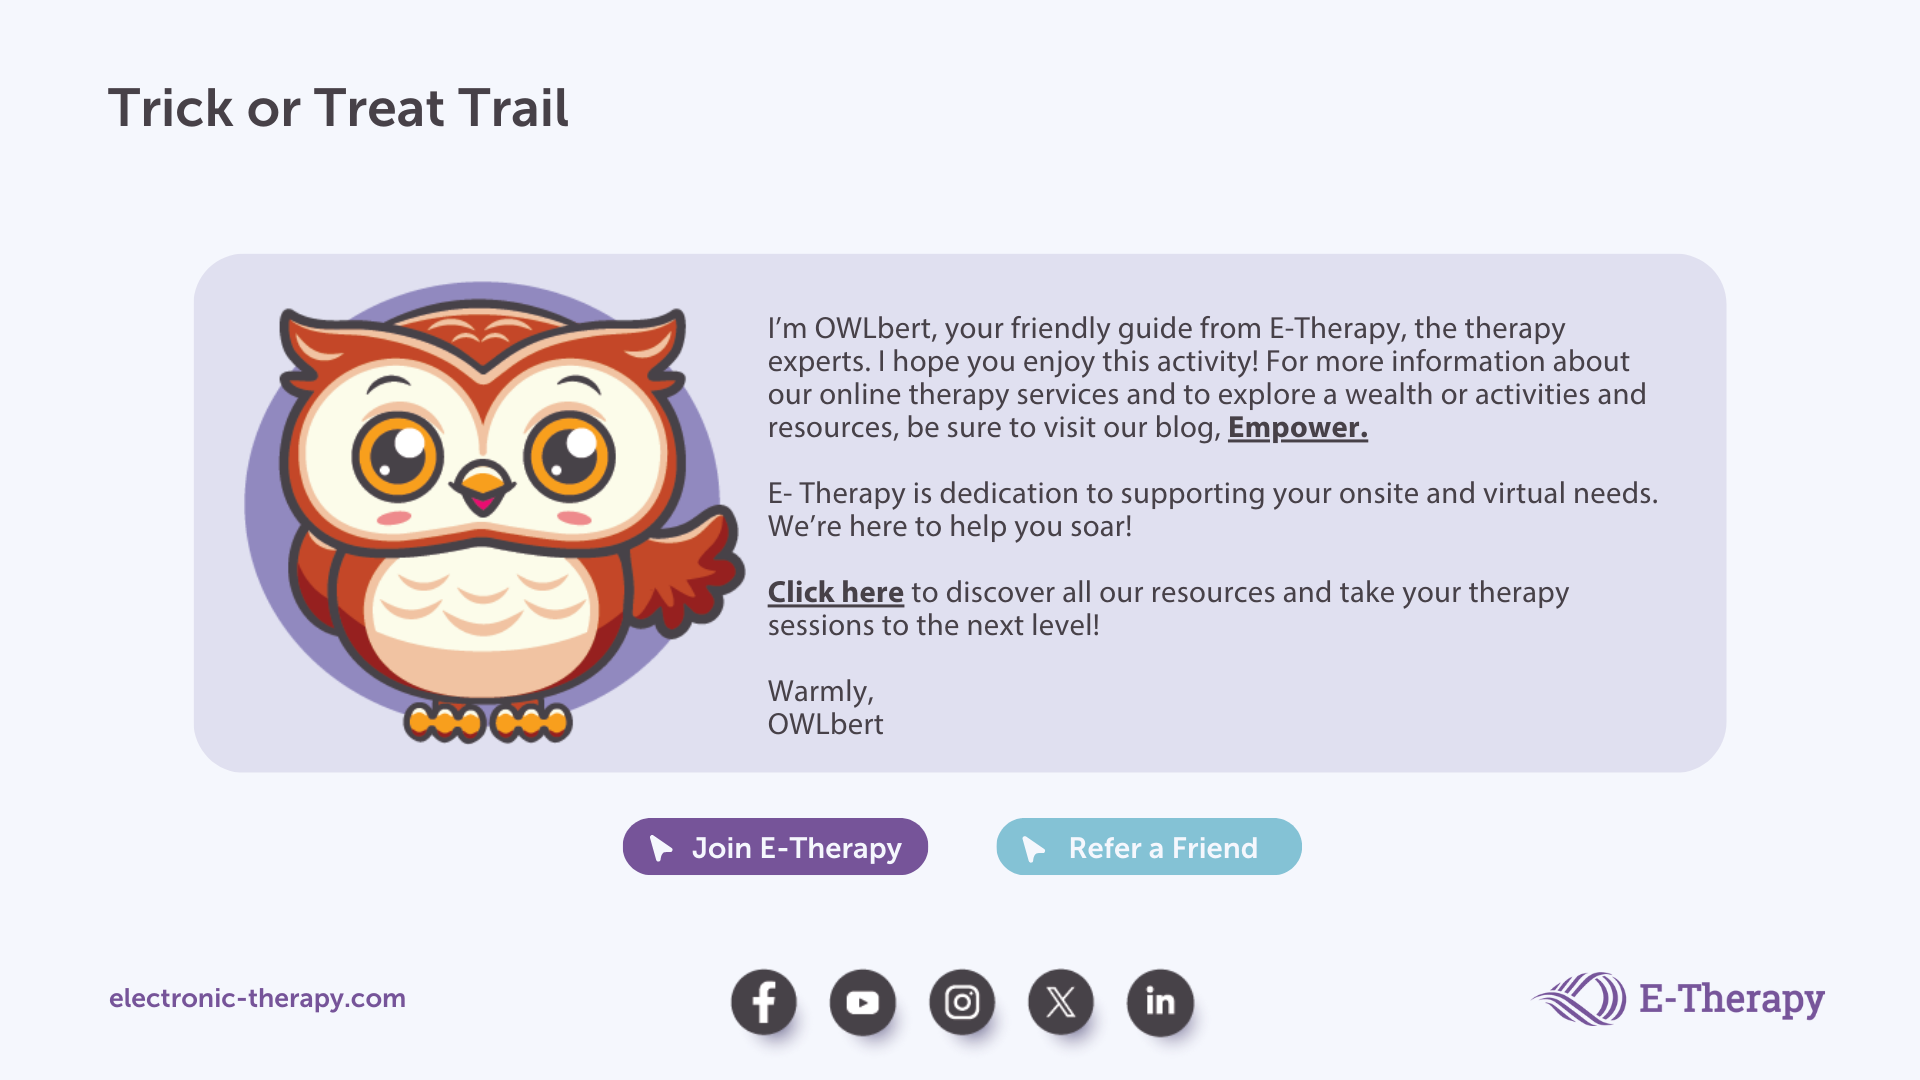 Trick or Treat Trail
I’m OWLbert, your friendly guide from E-Therapy, the therapy
experts. I hope you enjoy this activity! For more information about
our online therapy services and to explore a wealth or activities and
resources, be sure to visit our blog, Empower.
E- Therapy is dedication to supporting your onsite and virtual needs.
We’re here to help you soar!
Click here to discover all our resources and take your therapy
sessions to the next level!
Warmly,
OWLbert
Join E-Therapy
Refer a Friend
electronic-therapy.com
E-Therapy